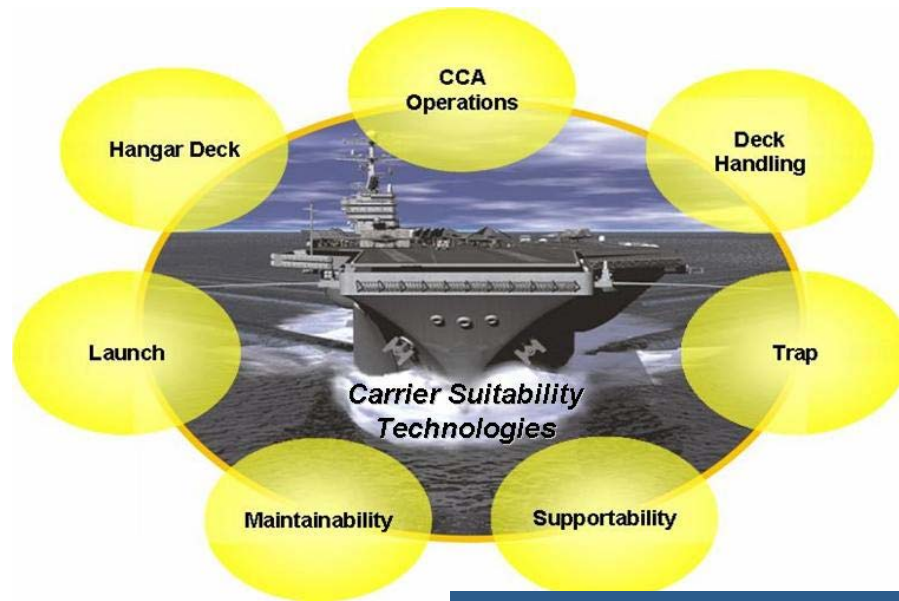 CCA
Operations
Hangar Deck
Deck
Handling
Launch
Trap
Carrier Suitability
Technologies
Maintainability
Supportability